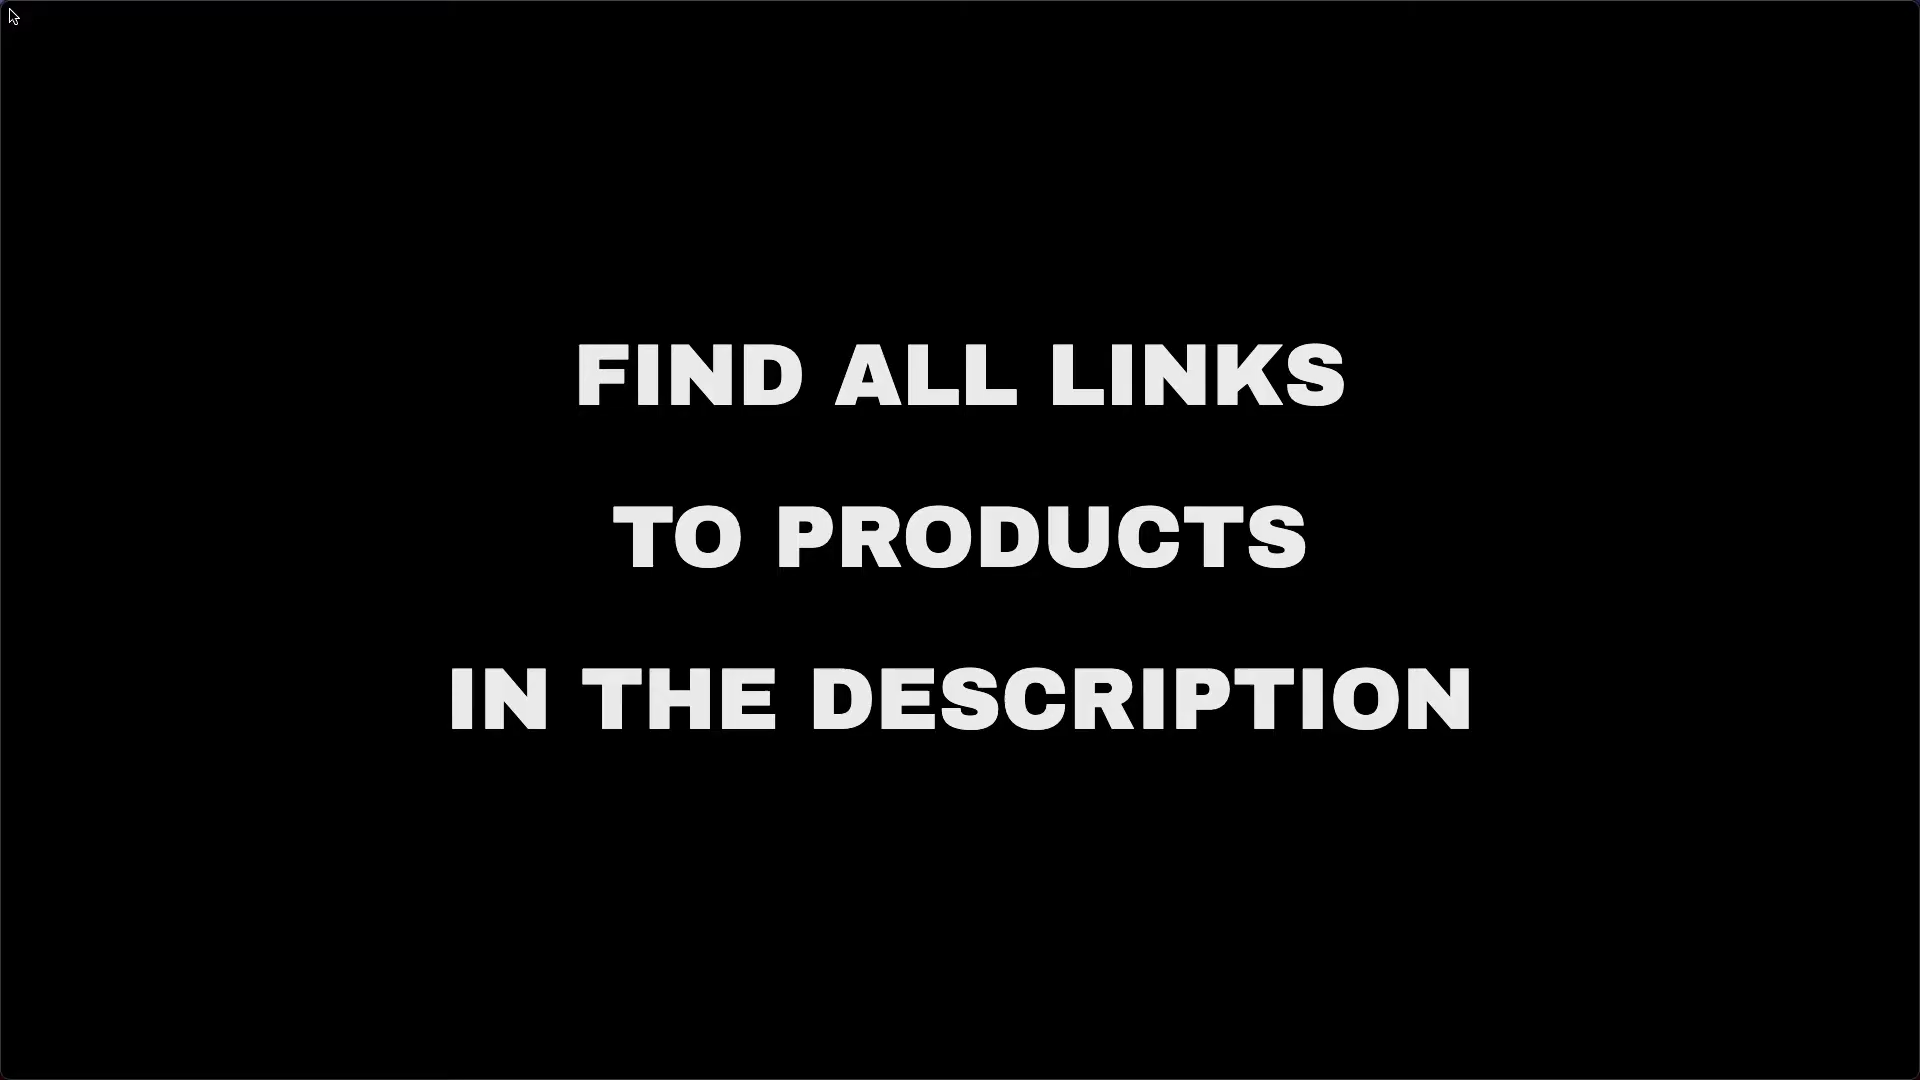 FIND ALL LINKS
TO PRODUCTS
IN THE DESCRIPTION